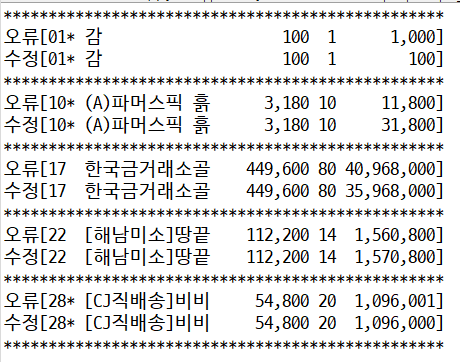 **************************************************
오류[01* 감                  100  1      1,000]
수정[01* 감                  100  1        100]
**************************************************
오류[10* (A)파머스픽 흙     3,180 10     11,800]
수정[10* (A)파머스픽 흙     3,180 10     31,800]
**************************************************
오류[17  한국금거래소골   449,600 80 40,968,000]
수정[17  한국금거래소골   449,600 80 35,968,000]
**************************************************
오류[22  [해남미소]땅끝   112,200 14  1,560,800]
수정[22  [해남미소]땅끝   112,200 14  1,570,800]
**************************************************
오류[28* [CJ직배송]비비    54,800 20  1,096,001]
수정[28* [CJ직배송]비비    54,800 20  1,096,000]
**************************************************